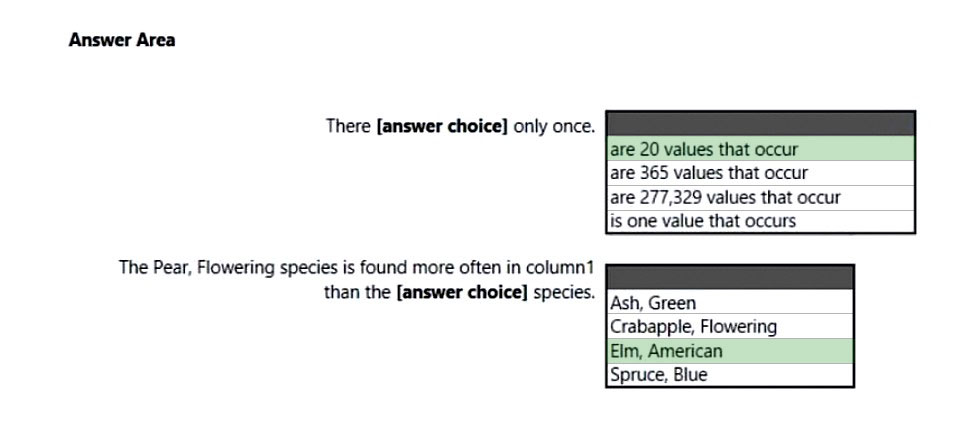 Answer Area
There [answer choice] only once.
are 20 values that occur
are 365 values that occur
are 277,329 values that occur
is one value that occurs
The Pear, Flowering species is found more often in column1
than the [answer choice] species.
Ash, Green
Crabapple, Flowering
Elm, American
Spruce, Blue